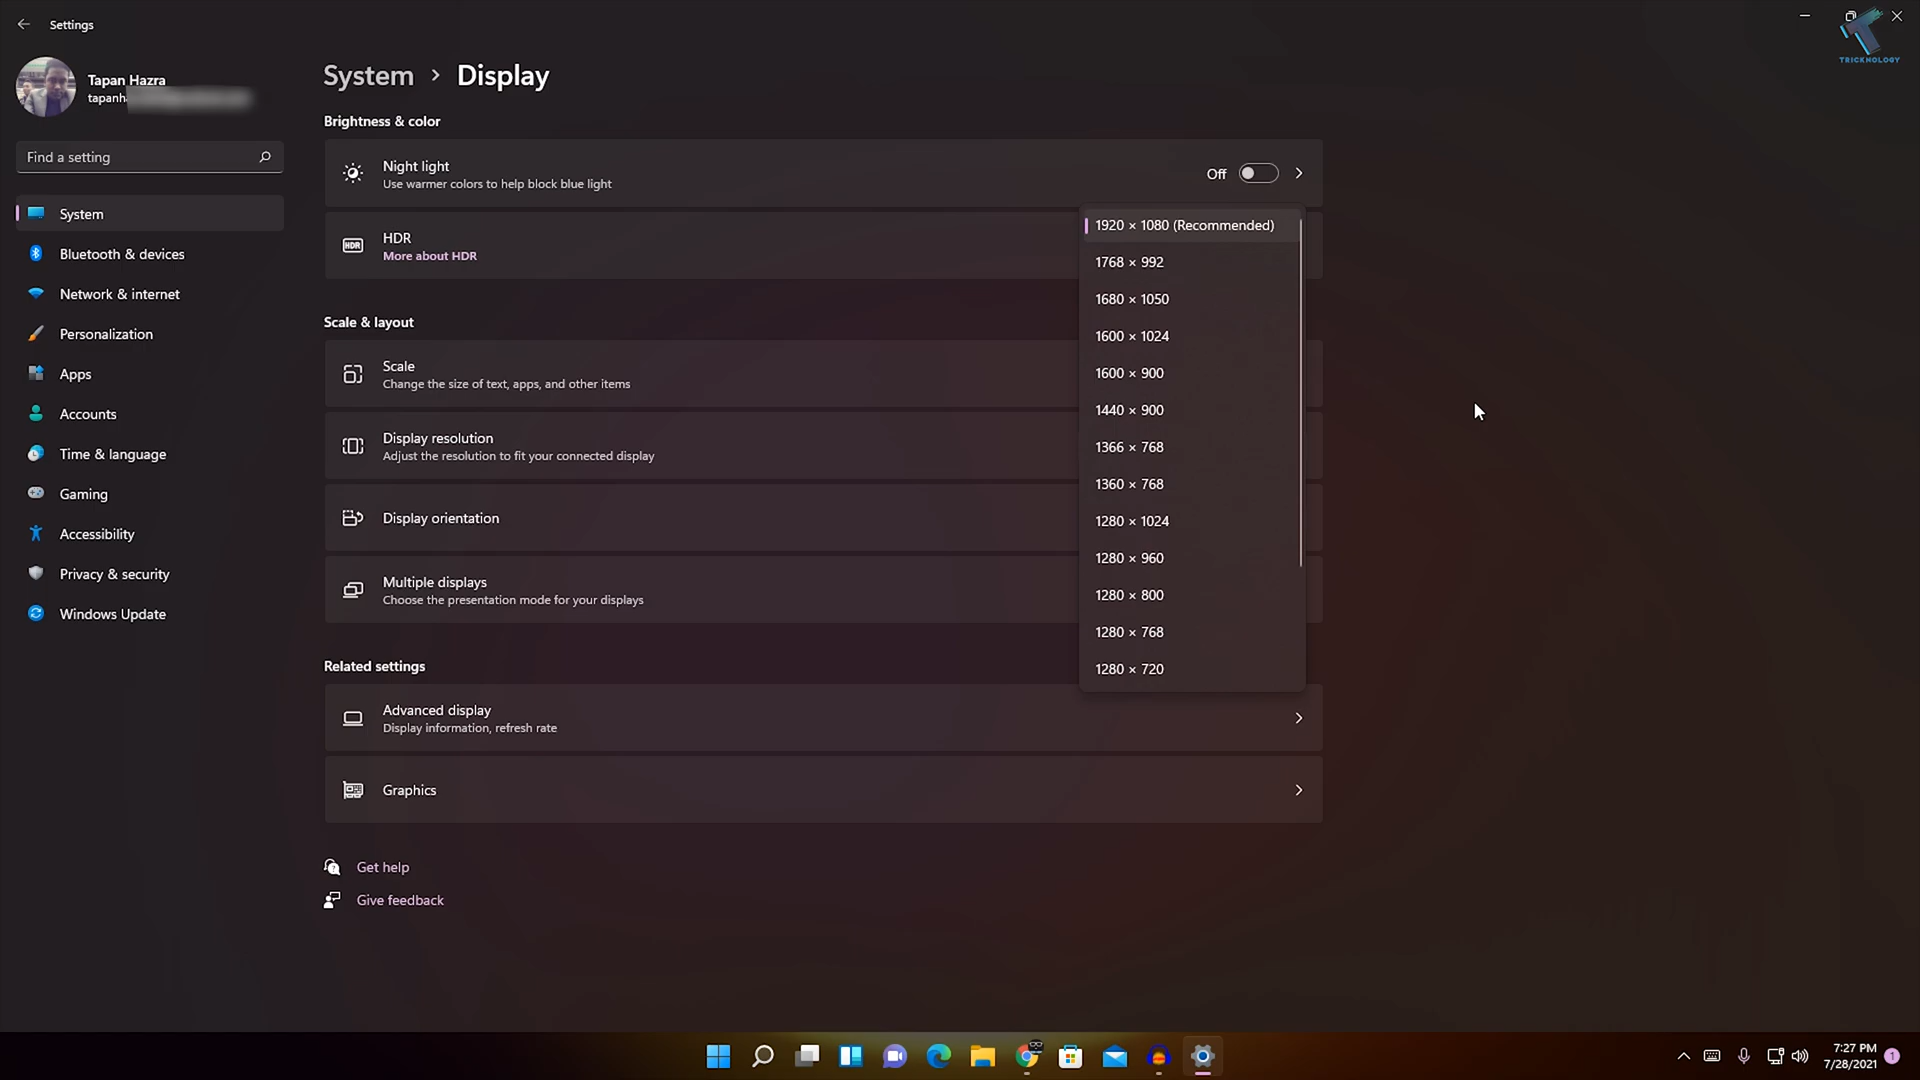 Settings
TRICKNOLOGY
Tapan Hazra
tapanha
Find a setting
System
Bluetooth & devices
Network & internet
Personalization
Apps
Accounts
Time & language
Gaming
Accessibility
Privacy & security
Windows Update
System > Display
Brightness & color
Night light
Use warmer colors to help block blue light
Off
HDR
HDR
More about HDR
Scale & layout
Scale
Change the size of text, apps, and other items
Display resolution
Adjust the resolution to fit your connected display
Display orientation
Multiple displays
Choose the presentation mode for your displays
1920 × 1080 (Recommended)
1768 × 992
1680 × 1050
1600 × 1024
1600 × 900
1440 × 900
1366 × 768
1360 × 768
1280 × 1024
1280 × 960
1280 × 800
1280 × 768
1280 × 720
Related settings
Advanced display
Display information, refresh rate
Graphics
Get help
Give feedback
7:27 PM
7/28/2021
1